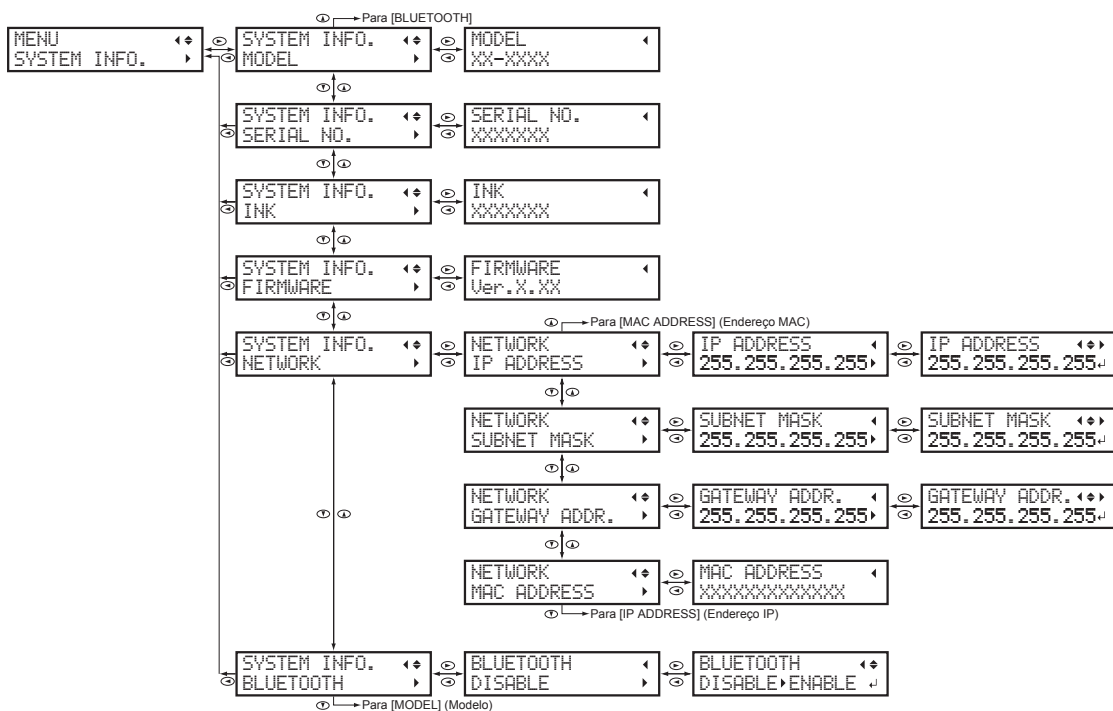 Para [BLUETOOTH]
MENU
SYSTEM INFO.
SYSTEM INFO.
MODEL
MODEL
XX-XXXX
SYSTEM INFO.
SERIAL NO.
SERIAL NO.
XXXXXXX
SYSTEM INFO.
INK
INK
XXXXXXX
SYSTEM INFO.
FIRMWARE
FIRMWARE
Ver.X.XX
Para [MAC ADDRESS] (Endereço MAC)
SYSTEM INFO.
NETWORK
NETWORK
IP ADDRESS
IP ADDRESS
255.255.255.255
IP ADDRESS
255.255.255.255
NETWORK
SUBNET MASK
SUBNET MASK
255.255.255.255
SUBNET MASK
255.255.255.255
NETWORK
GATEWAY ADDR.
GATEWAY ADDR.
255.255.255.255
GATEWAY ADDR.
255.255.255.255
NETWORK
MAC ADDRESS
MAC ADDRESS
XXXXXXXXXXXXX
Para [IP ADDRESS] (Endereço IP)
SYSTEM INFO.
BLUETOOTH
BLUETOOTH
DISABLE
BLUETOOTH
DISABLE ENABLE
Para [MODEL] (Modelo)